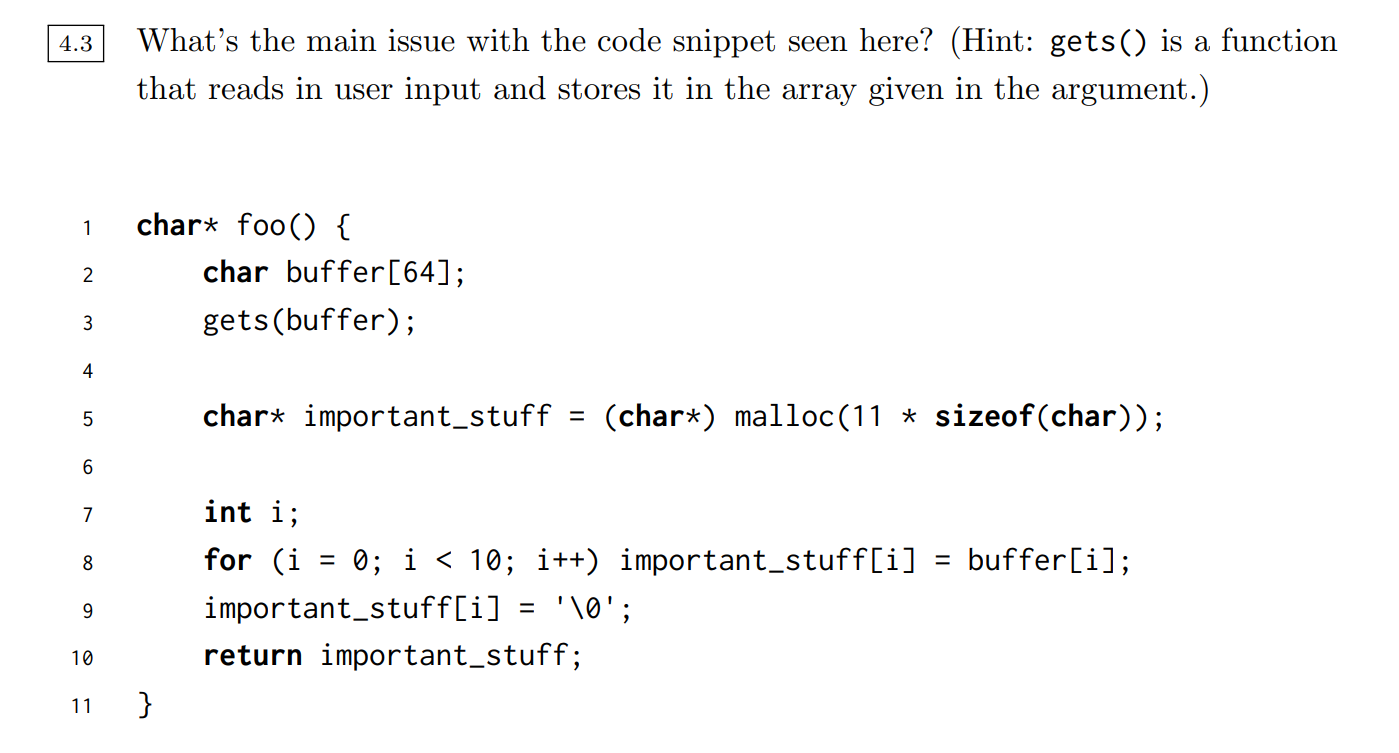 4.3 What's the main issue with the code snippet seen here? (Hint: gets() is a function
that reads in user input and stores it in the array given in the argument.)
1 char* foo() {
2 char buffer[64];
3 gets(buffer);
4
5 char* important_stuff = (char*) malloc(11 * sizeof(char));
6
7 int i;
8 for (i = 0; i < 10; i++) important_stuff[i] = buffer[i];
9 important_stuff[i] = '\0';
10 return important_stuff;
11 }